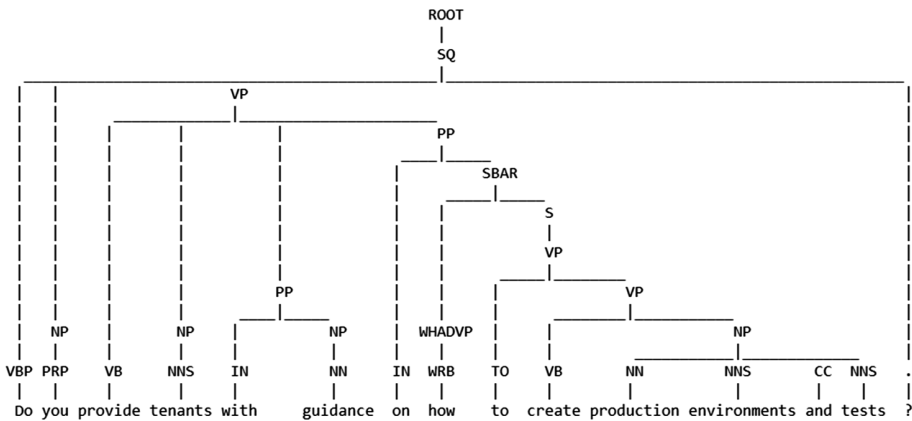 ROOT
SQ
VP
PP
SBAR
S
VP
PP VP
NP NP NP WHADVP NP
VBP PRP VB NNS IN NN IN WRB TO VB NN NNS CC NNS .
Do you provide tenants with guidance on how to create production environments and tests ?